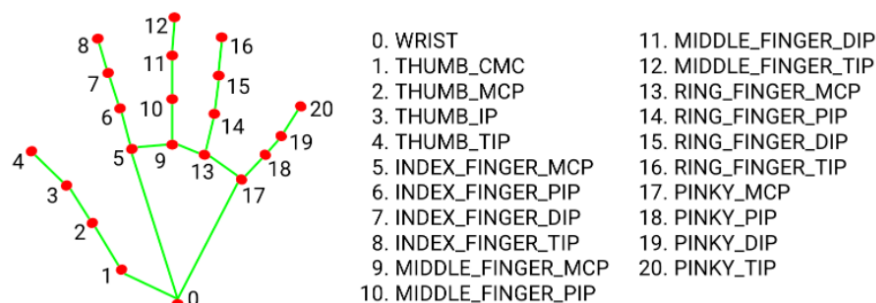 12
8
16
11
7
15
20
10
6
14
19
4
5
9
13
18
3
17
2
1
0
0. WRIST
1. THUMB_CMC
2. THUMB_MCP
3. THUMB_IP
4. THUMB_TIP
5. INDEX_FINGER_MCP
6. INDEX_FINGER_PIP
7. INDEX_FINGER_DIP
8. INDEX_FINGER_TIP
9. MIDDLE_FINGER_MCP
10. MIDDLE_FINGER_PIP
11. MIDDLE_FINGER_DIP
12. MIDDLE_FINGER_TIP
13. RING_FINGER_MCP
14. RING_FINGER_PIP
15. RING_FINGER_DIP
16. RING_FINGER_TIP
17. PINKY_MCP
18. PINKY_PIP
19. PINKY_DIP
20. PINKY_TIP